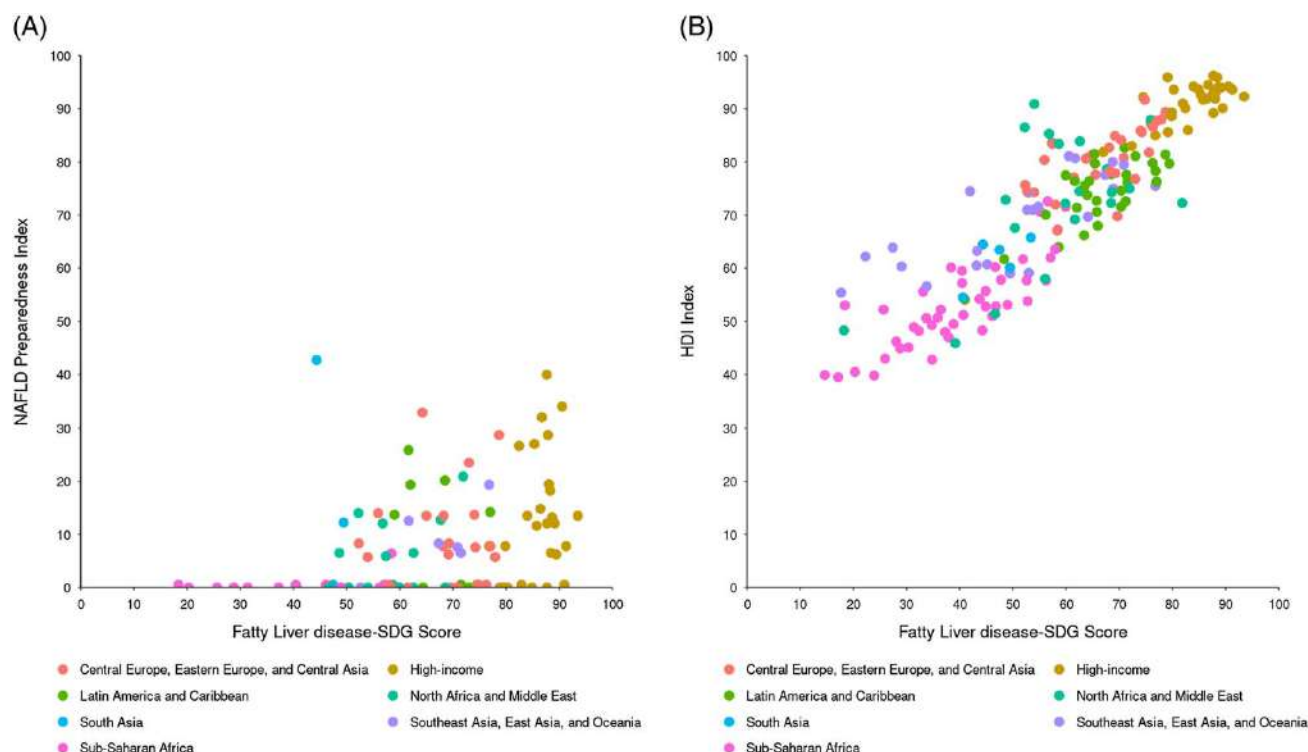 (A)
NAFLD Preparedness Index
100
90
80
70
60
50
40
30
20
10
0
0 10 20 30 40 50 60 70 80 90 100
Fatty Liver disease-SDG Score
Central Europe, Eastern Europe, and Central Asia
High-income
Latin America and Caribbean
North Africa and Middle East
South Asia
Southeast Asia, East Asia, and Oceania
Sub-Saharan Africa
(B)
HDI Index
100
90
80
70
60
50
40
30
20
10
0
0 10 20 30 40 50 60 70 80 90 100
Fatty Liver disease-SDG Score
Central Europe, Eastern Europe, and Central Asia
High-income
Latin America and Caribbean
North Africa and Middle East
South Asia
Southeast Asia, East Asia, and Oceania
Sub-Saharan Africa